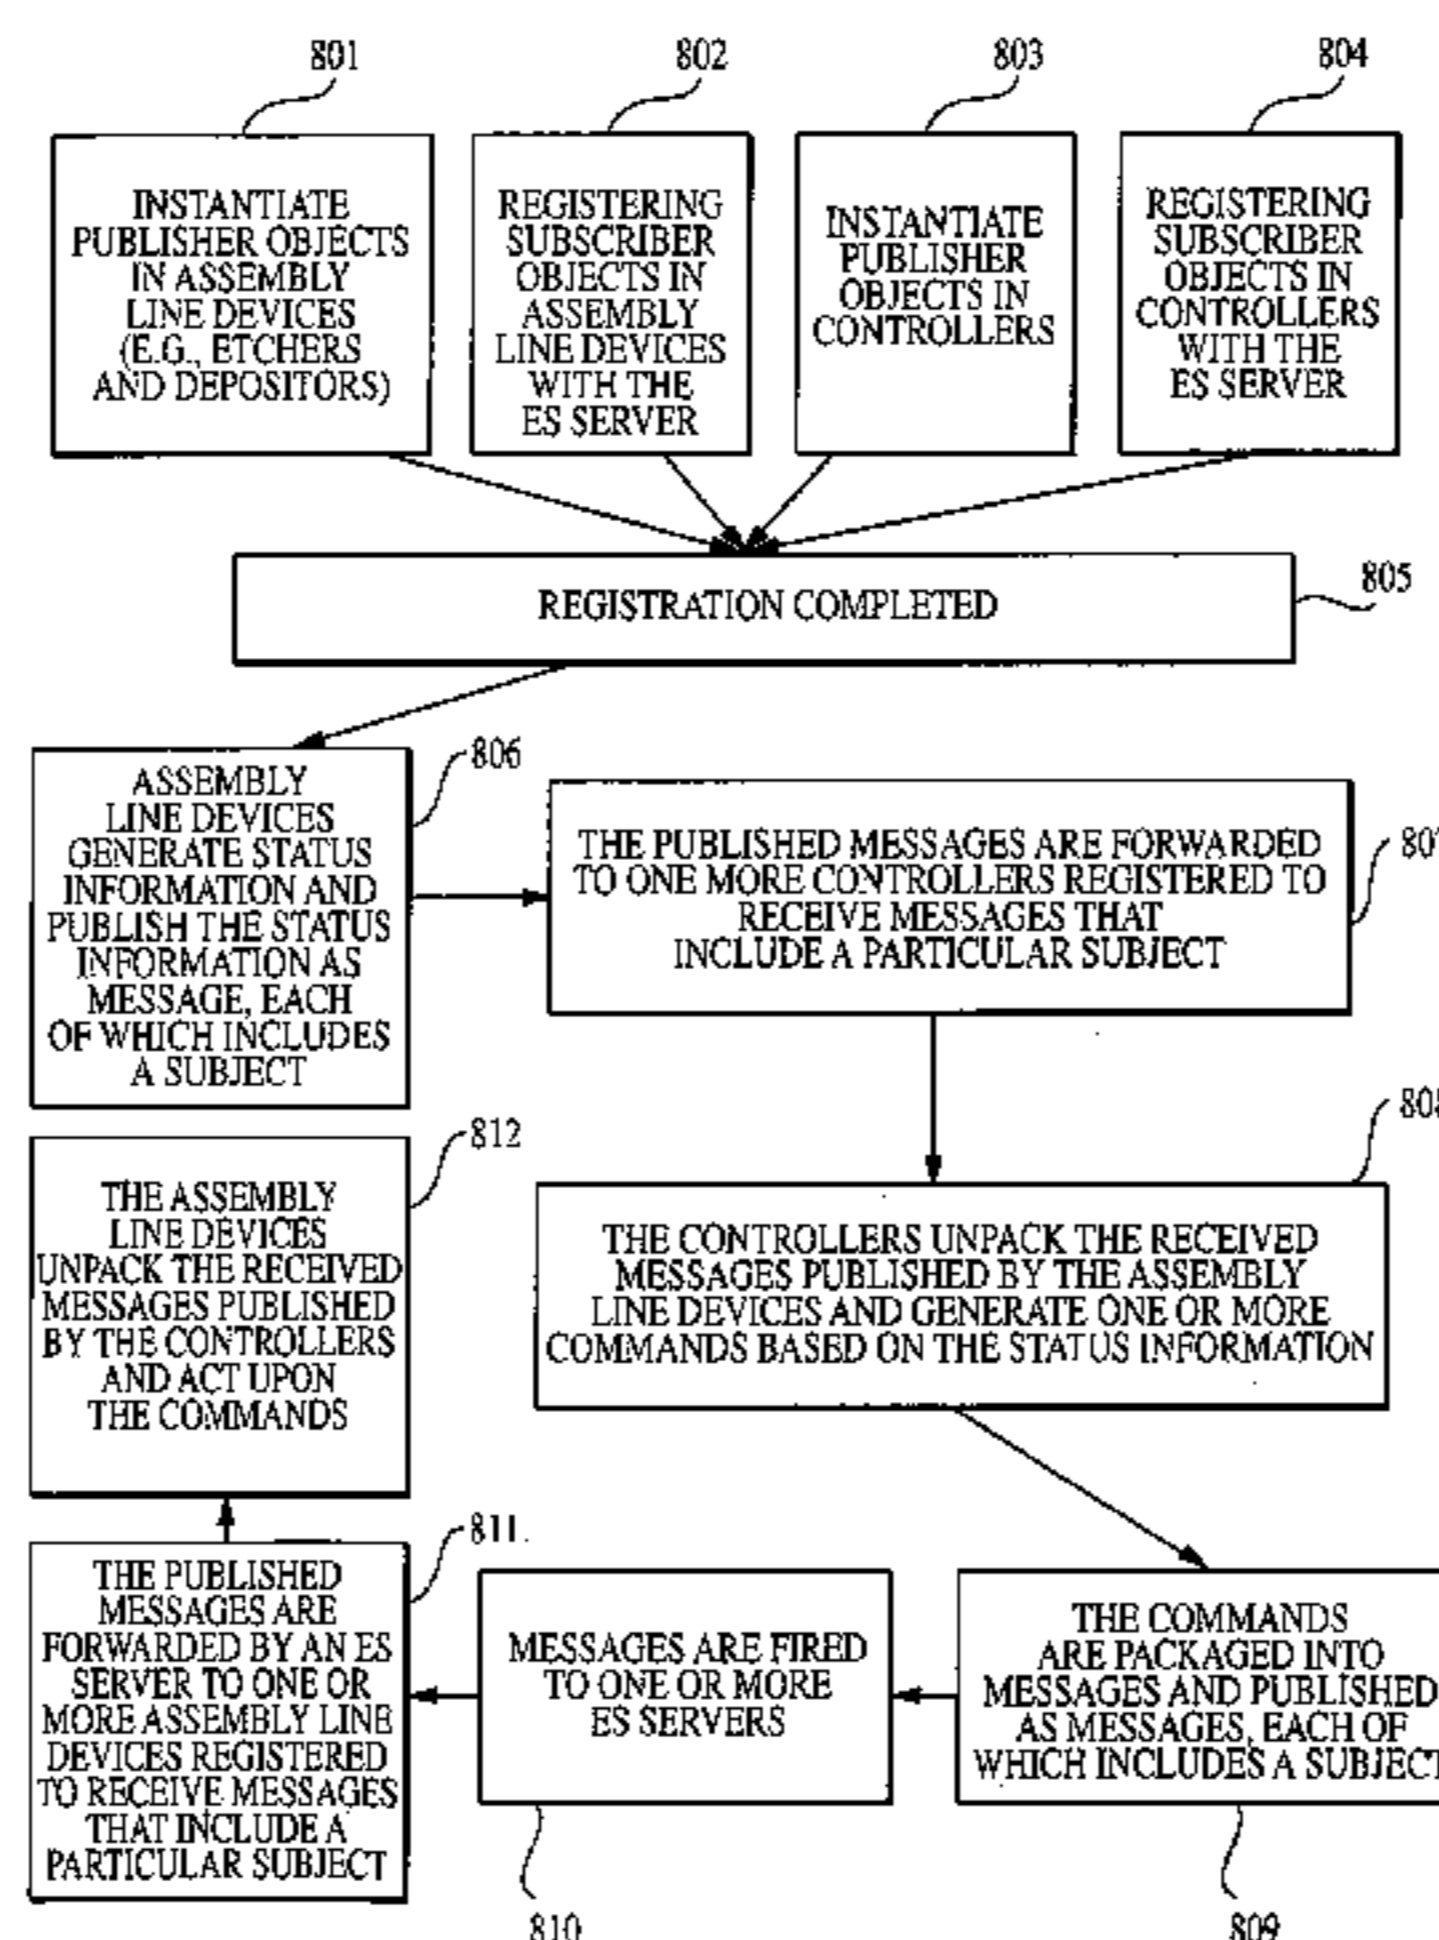 801
802
803
804
INSTANTIATE
PUBLISHER OBJECTS
IN ASSEMBLY
LINE DEVICES
(E.G., ETCHERS
AND DEPOSITORS)
REGISTERING
SUBSCRIBER
OBJECTS IN
ASSEMBLY
LINE DEVICES
WITH THE
ES SERVER
INSTANTIATE
PUBLISHER
OBJECTS IN
CONTROLLERS
REGISTERING
SUBSCRIBER
OBJECTS IN
CONTROLLERS
WITH THE
ES SERVER
REGISTRATION COMPLETED
805
ASSEMBLY
LINE DEVICES
GENERATE STATUS
INFORMATION AND
PUBLISH THE STATUS
INFORMATION AS
MESSAGE, EACH
OF WHICH INCLUDES
A SUBJECT
806
THE PUBLISHED MESSAGES ARE FORWARDED
TO ONE MORE CONTROLLERS REGISTERED TO
RECEIVE MESSAGES THAT
INCLUDE A PARTICULAR SUBJECT
807
THE CONTROLLERS UNPACK THE RECEIVED
MESSAGES PUBLISHED BY THE ASSEMBLY
LINE DEVICES AND GENERATE ONE OR MORE
COMMANDS BASED ON THE STATUS INFORMATION
808
THE COMMANDS
ARE PACKAGED INTO
MESSAGES AND PUBLISHED
AS MESSAGES, EACH OF
WHICH INCLUDES A SUBJECT
809
MESSAGES ARE FIRED
TO ONE OR MORE
ES SERVERS
810
THE PUBLISHED
MESSAGES ARE
FORWARDED BY AN ES
SERVER TO ONE OR
MORE ASSEMBLY LINE
DEVICES REGISTERED
TO RECEIVE MESSAGES
THAT INCLUDE A
PARTICULAR SUBJECT
811
THE ASSEMBLY
LINE DEVICES
UNPACK THE RECEIVED
MESSAGES PUBLISHED
BY THE CONTROLLERS
AND ACT UPON
THE COMMANDS
812